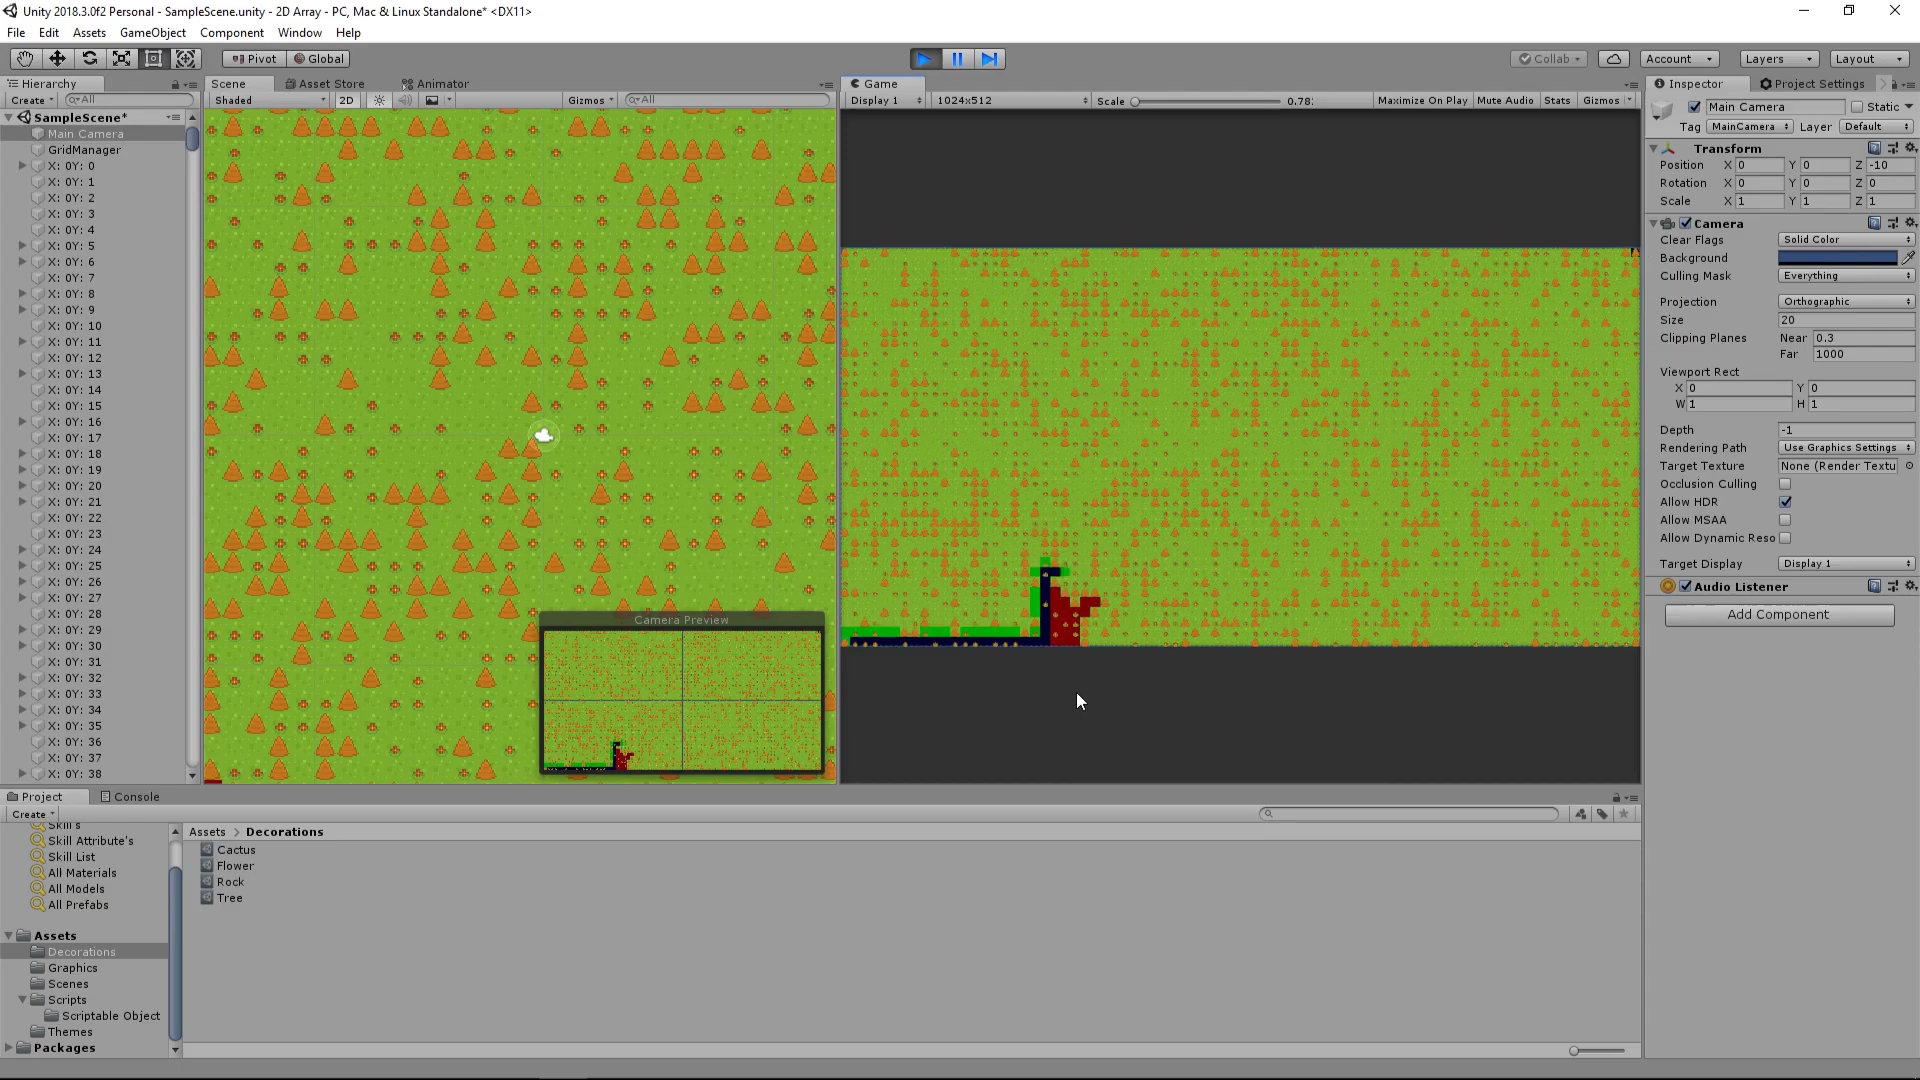 Unity 2018.3.0f2 Personal - SampleScene.unity - 2D Array - PC, Mac & Linux Standalone* <DX11>
File Edit Assets GameObject Component Window Help
Pivot Global Collab Account Layers Layout
Hierarchy
Create All
SampleScene*
Main Camera
GridManager
X: 0Y: 0
X: 0Y: 1
X: 0Y: 2
X: 0Y: 3
X: 0Y: 4
X: 0Y: 5
X: 0Y: 6
X: 0Y: 7
X: 0Y: 8
X: 0Y: 9
X: 0Y: 10
X: 0Y: 11
X: 0Y: 12
X: 0Y: 13
X: 0Y: 14
X: 0Y: 15
X: 0Y: 16
X: 0Y: 17
X: 0Y: 18
X: 0Y: 19
X: 0Y: 20
X: 0Y: 21
X: 0Y: 22
X: 0Y: 23
X: 0Y: 24
X: 0Y: 25
X: 0Y: 26
X: 0Y: 27
X: 0Y: 28
X: 0Y: 29
X: 0Y: 30
X: 0Y: 31
X: 0Y: 32
X: 0Y: 33
X: 0Y: 34
X: 0Y: 35
X: 0Y: 36
X: 0Y: 37
X: 0Y: 38
Scene Asset Store Animator
Shaded 2D Gizmos All
Camera Preview
Game
Display 1 1024x512 Scale 0.78: Maximize On Play Mute Audio Stats Gizmos
Inspector Project Settings
Main Camera Static
Tag MainCamera Layer Default
Transform
Position X 0 Y 0 Z -10
Rotation X 0 Y 0 Z 0
Scale X 1 Y 1 Z 1
Camera
Clear Flags Solid Color
Background
Culling Mask Everything
Projection Orthographic
Size 20
Clipping Planes Near 0.3
Far 1000
Viewport Rect
X 0 Y 0
W 1 H 1
Depth -1
Rendering Path Use Graphics Settings
Target Texture None (Render Textu
Occlusion Culling
Allow HDR
Allow MSAA
Allow Dynamic Reso
Target Display Display 1
Audio Listener
Add Component
Project Console
Create
Skill's
Skill Attribute's
Skill List
All Materials
All Models
All Prefabs
Assets
Decorations
Graphics
Scenes
Scripts
Scriptable Object
Themes
Packages
Assets > Decorations
Cactus
Flower
Rock
Tree